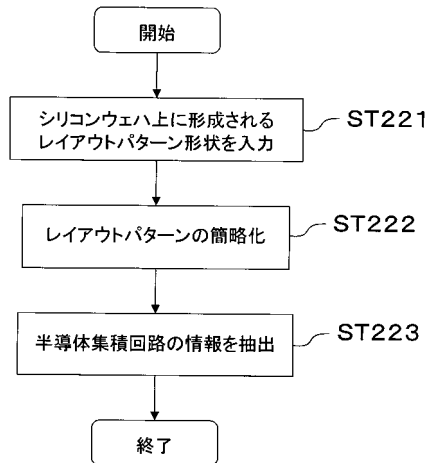 開始
シリコンウェハ上に形成される
レイアウトパターン形状を入力
ST221
レイアウトパターンの簡略化
ST222
半導体集積回路の情報を抽出
ST223
終了